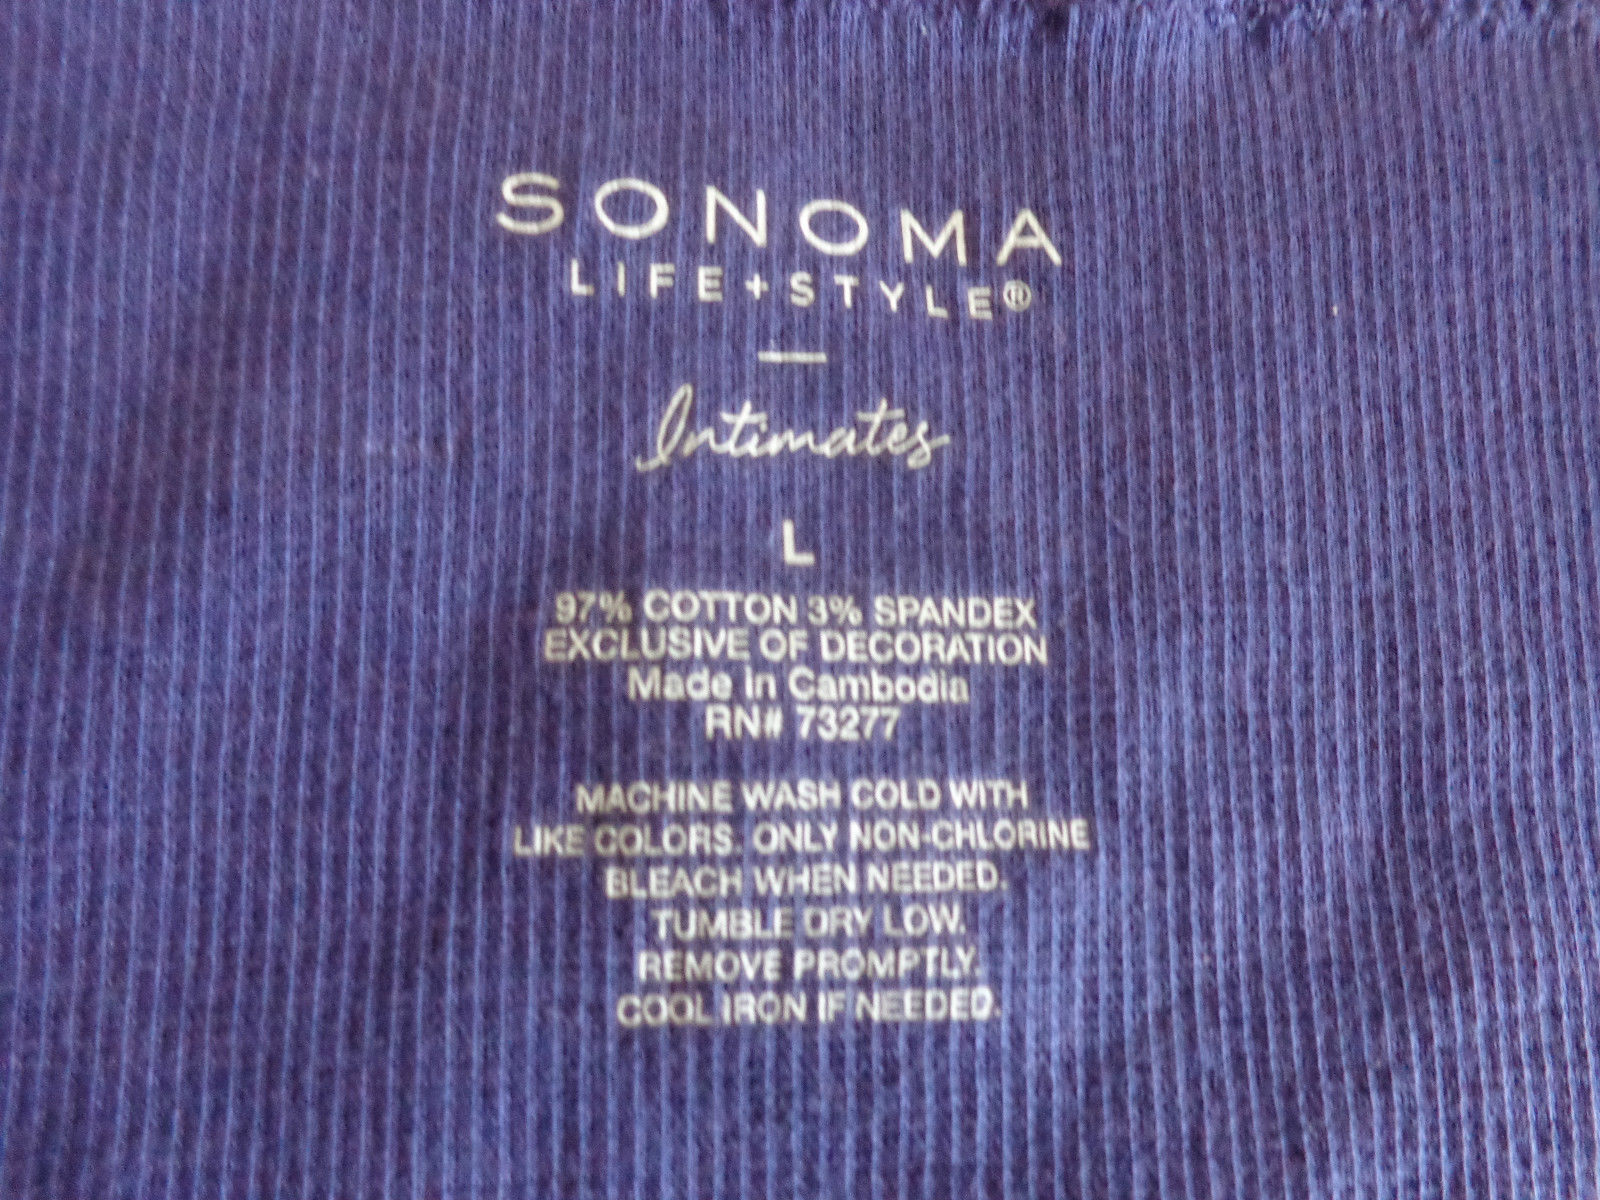 SONOMA
LIFE+STYLE®
Intimates
L
97% COTTON 3% SPANDEX
EXCLUSIVE OF DECORATION
Made in Cambodia
RN# 73277
MACHINE WASH COLD WITH
LIKE COLORS. ONLY NON-CHLORINE
BLEACH WHEN NEEDED.
TUMBLE DRY LOW.
REMOVE PROMPTLY.
COOL IRON IF NEEDED.